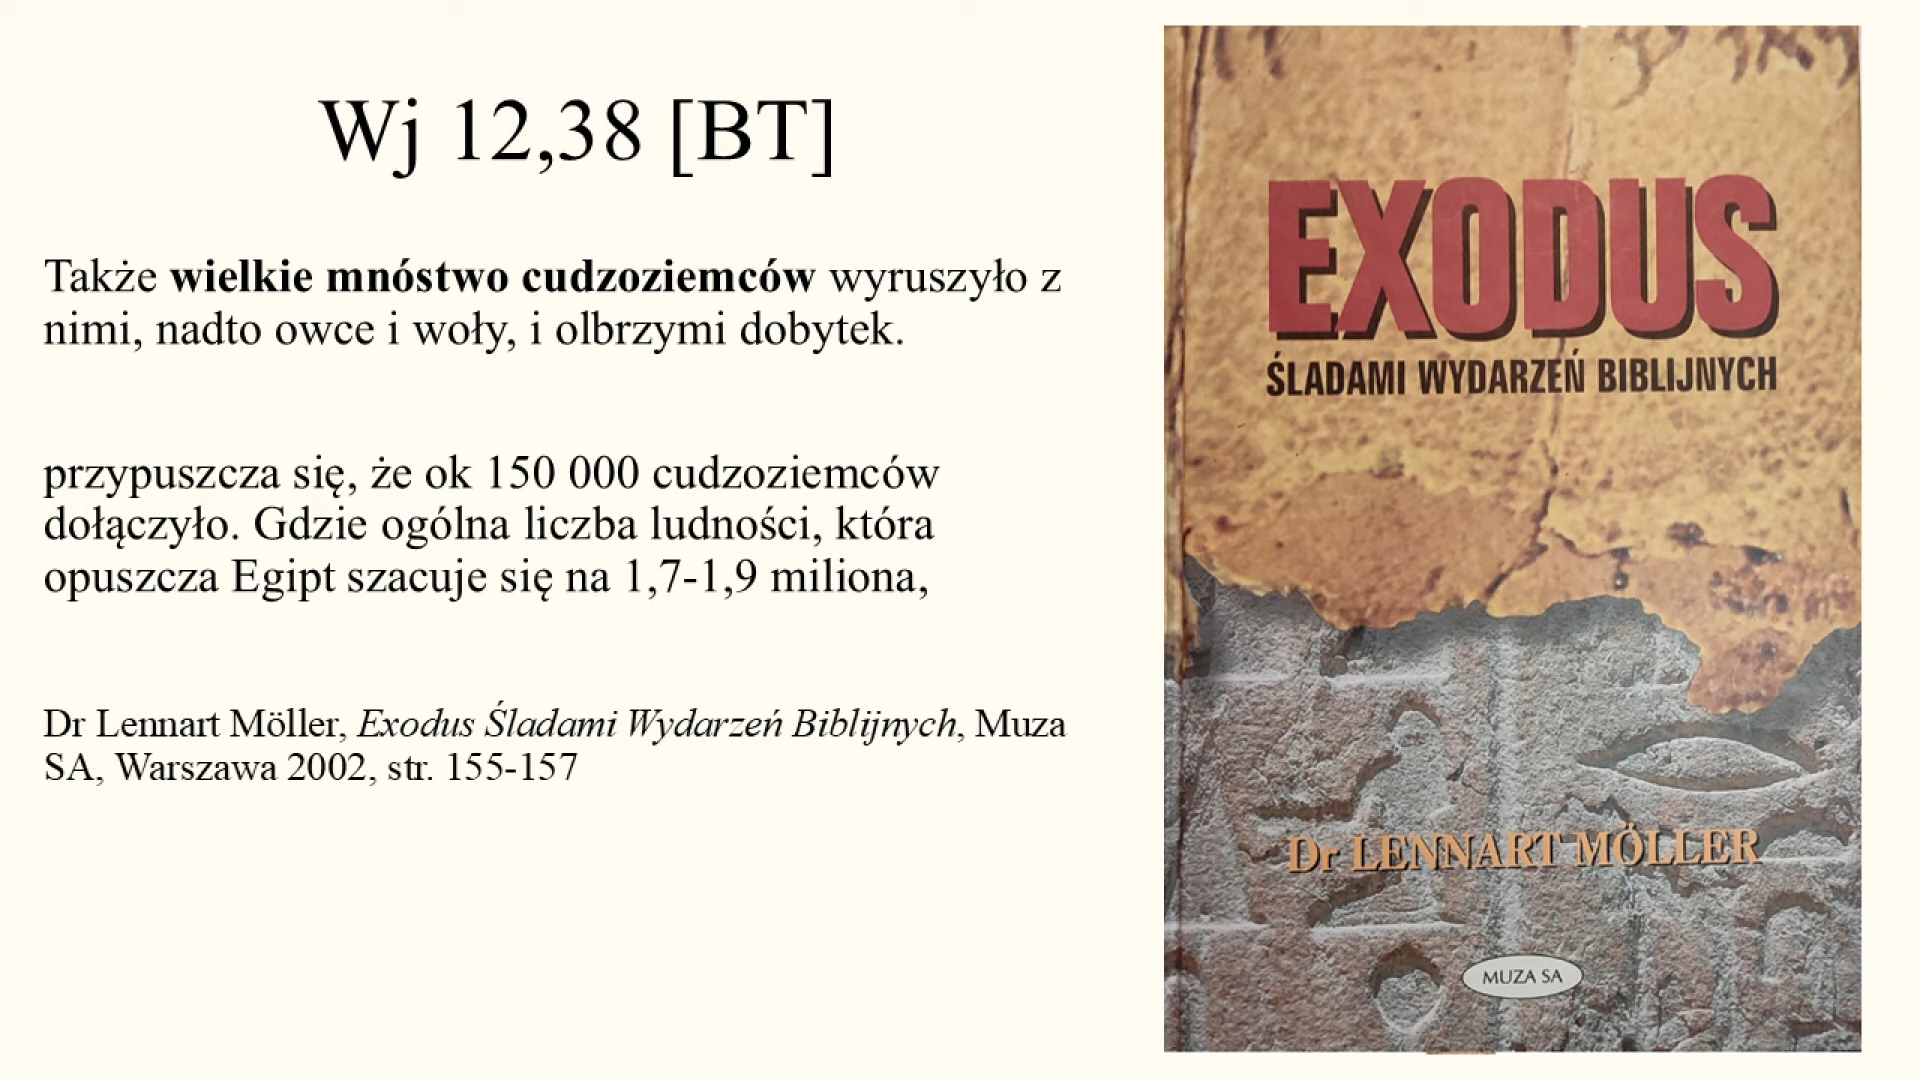 Wj 12,38 [BT]
Także wielkie mnóstwo cudzoziemców wyruszyło z
nimi, nadto owce i woły, i olbrzymi dobytek.
przypuszcza się, że ok 150 000 cudzoziemców
dołączyło. Gdzie ogólna liczba ludności, która
opuszcza Egipt szacuje się na 1,7-1,9 miliona,
Dr Lennart Möller, Exodus Śladami Wydarzeń Biblijnych, Muza
SA, Warszawa 2002, str. 155-157
EXODUS
ŚLADAMI WYDARZEŃ BIBLIJNYCH
Dr LENNART MÖLLER
MUZA SA